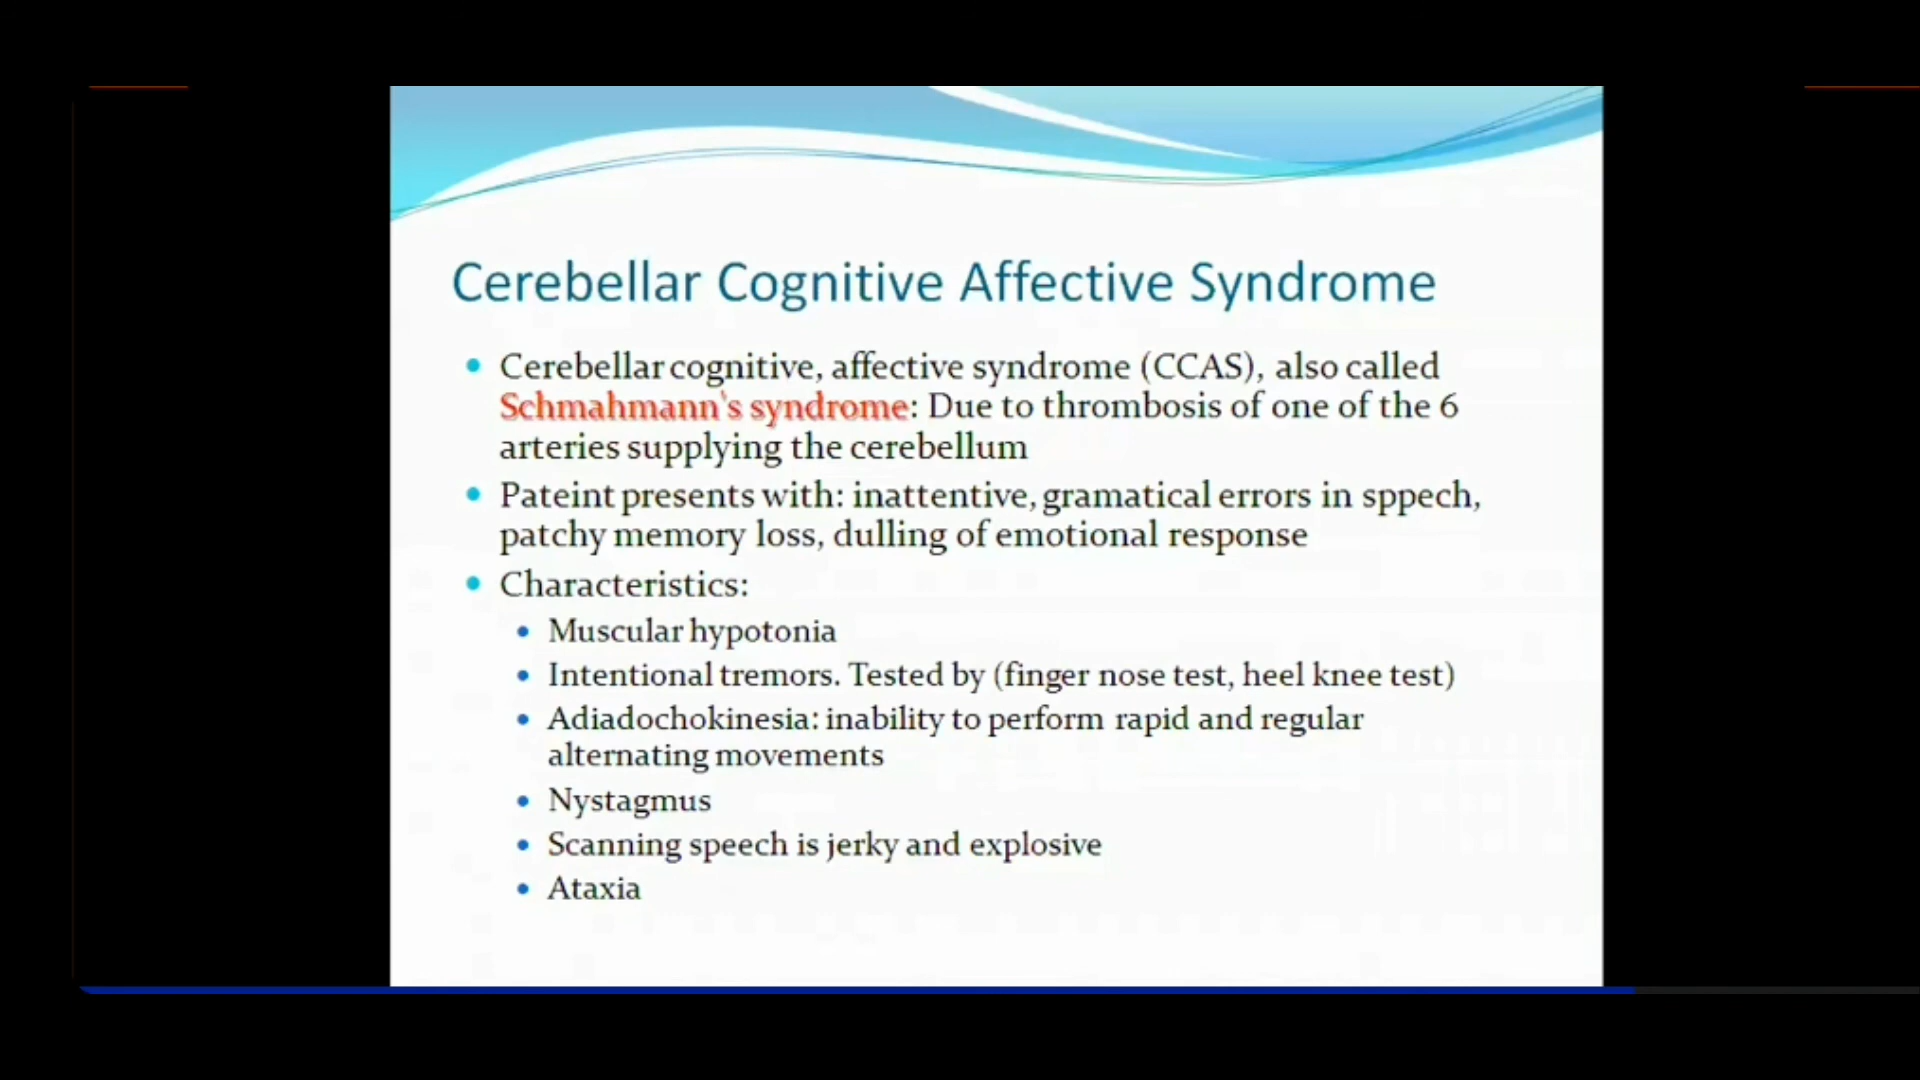 Cerebellar Cognitive Affective Syndrome
Cerebellar cognitive, affective syndrome (CCAS), also called
Schmahmann's syndrome: Due to thrombosis of one of the 6
arteries supplying the cerebellum
Pateint presents with: inattentive, gramatical errors in sppech,
patchy memory loss, dulling of emotional response
Characteristics:
Muscular hypotonia
Intentional tremors. Tested by (finger nose test, heel knee test)
Adiadochokinesia: inability to perform rapid and regular
alternating movements
Nystagmus
Scanning speech is jerky and explosive
Ataxia